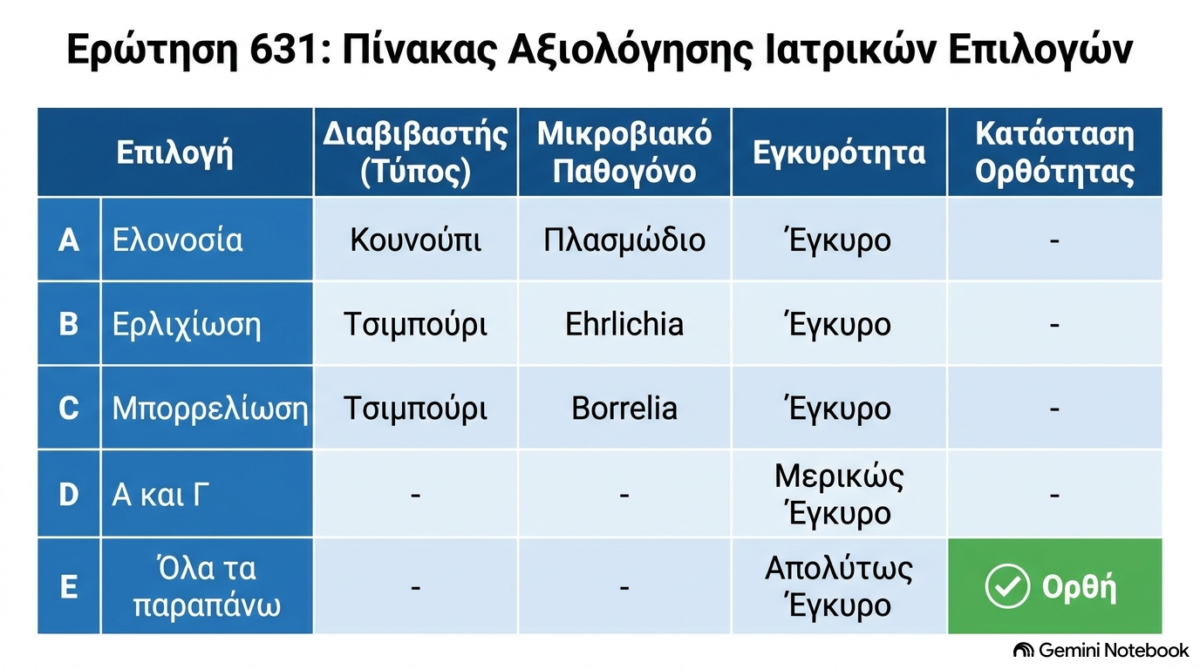 Ερώτηση 631: Πίνακας Αξιολόγησης Ιατρικών Επιλογών
Επιλογή Διαβιβαστής (Τύπος) Μικροβιακό Παθογόνο Εγκυρότητα Κατάσταση Ορθότητας
A Ελονοσία Κουνούπι Πλασμώδιο Έγκυρο -
B Ερλιχίωση Τσιμπούρι Ehrlichia Έγκυρο -
C Μπορρελίωση Τσιμπούρι Borrelia Έγκυρο -
D Α και Γ - - Μερικώς Έγκυρο -
E Όλα τα παραπάνω - - Απολύτως Έγκυρο Ορθή
Gemini Notebook